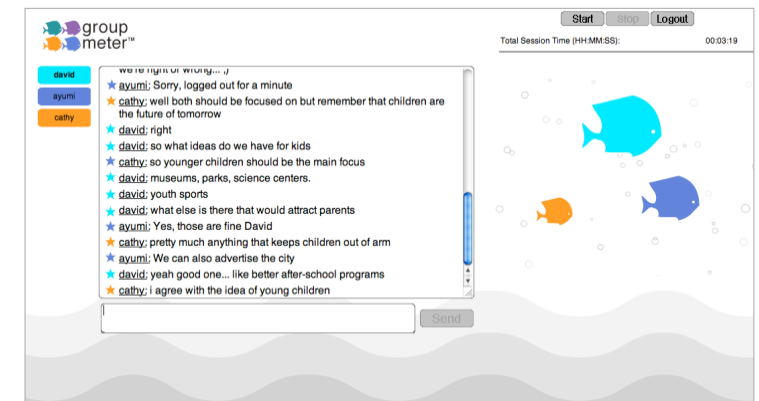 group
meter™
Start
Stop
Logout
Total Session Time (HH:MM:SS):
00:03:19
david
ayumi
cathy
we're right or wrong... ;)
ayumi: Sorry, logged out for a minute
cathy: well both should be focused on but remember that children are
the future of tomorrow
david: right
david: so what ideas do we have for kids
cathy: so younger children should be the main focus
david: museums, parks, science centers.
david: youth sports
david: what else is there that would attract parents
ayumi: Yes, those are fine David
cathy: pretty much anything that keeps children out of arm
ayumi: We can also advertise the city
david: yeah good one... like better after-school programs
cathy: i agree with the idea of young children
Send